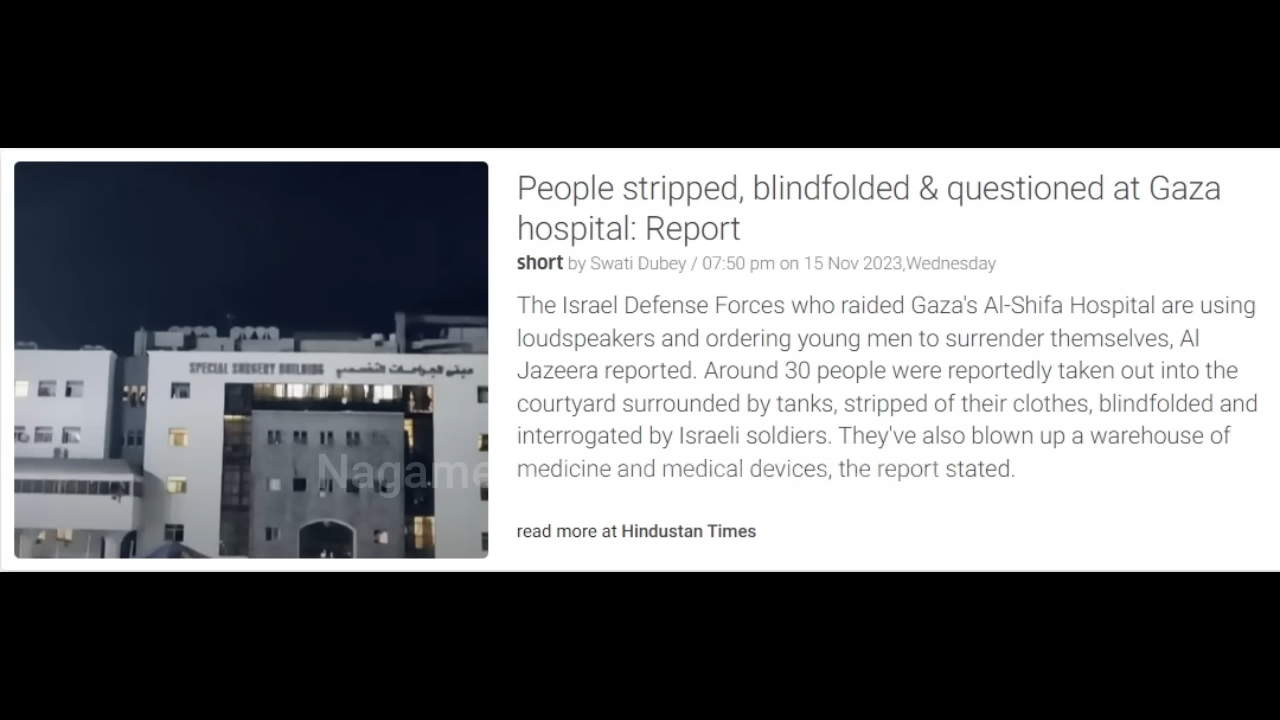 SPECIAL SURGERY BUILDING مبنى الجراحات التخصصي
Nagame
People stripped, blindfolded & questioned at Gaza
hospital: Report
short by Swati Dubey / 07:50 pm on 15 Nov 2023,Wednesday
The Israel Defense Forces who raided Gaza's Al-Shifa Hospital are using
loudspeakers and ordering young men to surrender themselves, Al
Jazeera reported. Around 30 people were reportedly taken out into the
courtyard surrounded by tanks, stripped of their clothes, blindfolded and
interrogated by Israeli soldiers. They've also blown up a warehouse of
medicine and medical devices, the report stated.
read more at Hindustan Times